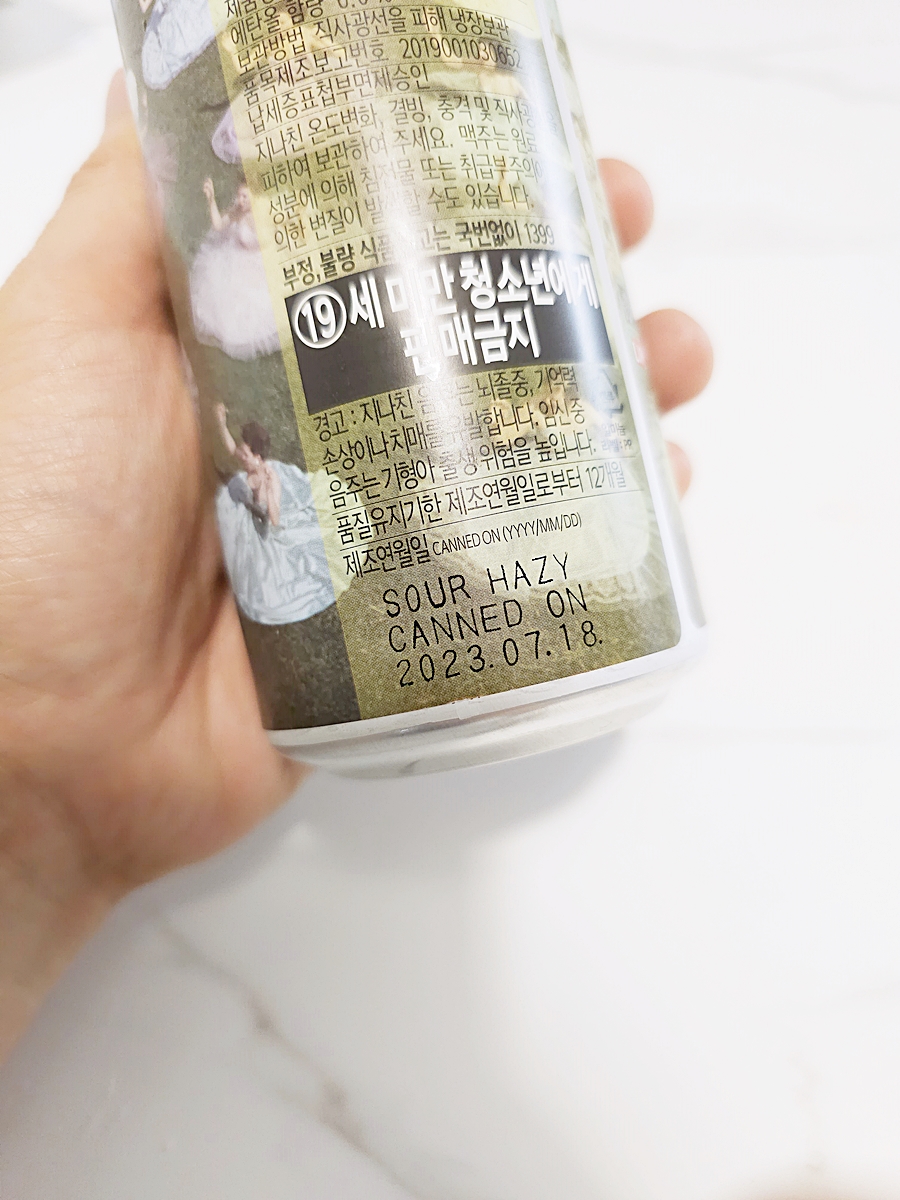 에탄올 함량
보관방법 직사광선을 피해 냉장보관
품목제조보고번호 2019001030652
납세증표첩부면제승인
지나친 온도변화, 결빙, 충격 및
피하여 보관하여 주세요. 맥주는 원료
성분에 의해 침전물 또는 취급부주의에
의한 변질이 발생할 수도 있습니다.
부정,불량 식품신고는 국번없이 1399
19세 미만 청소년에게
판매금지
경고 : 지나친 음주는 뇌졸중, 기억력
손상이나 치매를 유발합니다. 임신 중
음주는 기형아 출생 위험을 높입니다.
품질유지기한 제조연월일로부터 12개월
제조연월일 CANNED ON (YYYY/MM/DD)
SOUR HAZY
CANNED ON
2023.07.18.